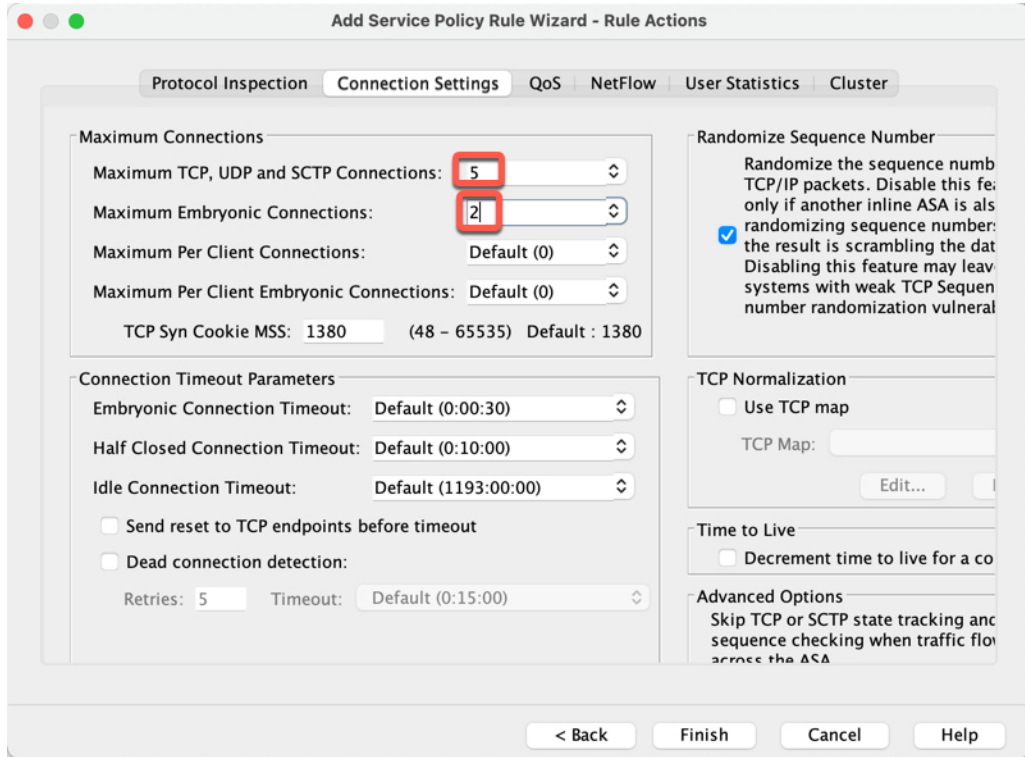 Add Service Policy Rule Wizard - Rule Actions
Protocol Inspection Connection Settings QoS NetFlow User Statistics Cluster
Maximum Connections
Maximum TCP, UDP and SCTP Connections: 5
Maximum Embryonic Connections: 2
Maximum Per Client Connections: Default (0)
Maximum Per Client Embryonic Connections: Default (0)
TCP Syn Cookie MSS: 1380 (48 – 65535) Default : 1380
Connection Timeout Parameters
Embryonic Connection Timeout: Default (0:00:30)
Half Closed Connection Timeout: Default (0:10:00)
Idle Connection Timeout: Default (1193:00:00)
Send reset to TCP endpoints before timeout
Dead connection detection:
Retries: 5 Timeout: Default (0:15:00)
Randomize Sequence Number
Randomize the sequence numb
TCP/IP packets. Disable this fea
only if another inline ASA is als
randomizing sequence numbers
the result is scrambling the dat
Disabling this feature may leav
systems with weak TCP Sequen
number randomization vulneral
TCP Normalization
Use TCP map
TCP Map:
Edit...
Time to Live
Decrement time to live for a co
Advanced Options
Skip TCP or SCTP state tracking and
sequence checking when traffic flow
across the ASA
< Back Finish Cancel Help